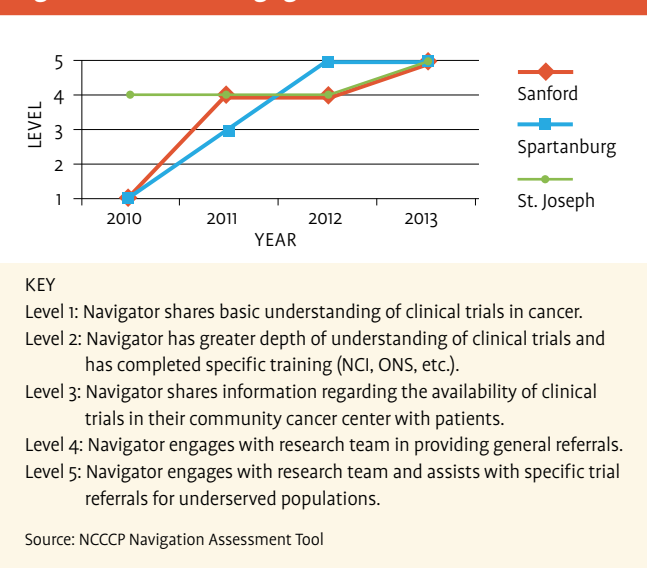 5
4
3
2
1
LEVEL
2010 2011 2012 2013
YEAR
Sanford
Spartanburg
St. Joseph
KEY
Level 1: Navigator shares basic understanding of clinical trials in cancer.
Level 2: Navigator has greater depth of understanding of clinical trials and
has completed specific training (NCI, ONS, etc.).
Level 3: Navigator shares information regarding the availability of clinical
trials in their community cancer center with patients.
Level 4: Navigator engages with research team in providing general referrals.
Level 5: Navigator engages with research team and assists with specific trial
referrals for underserved populations.
Source: NCCCP Navigation Assessment Tool